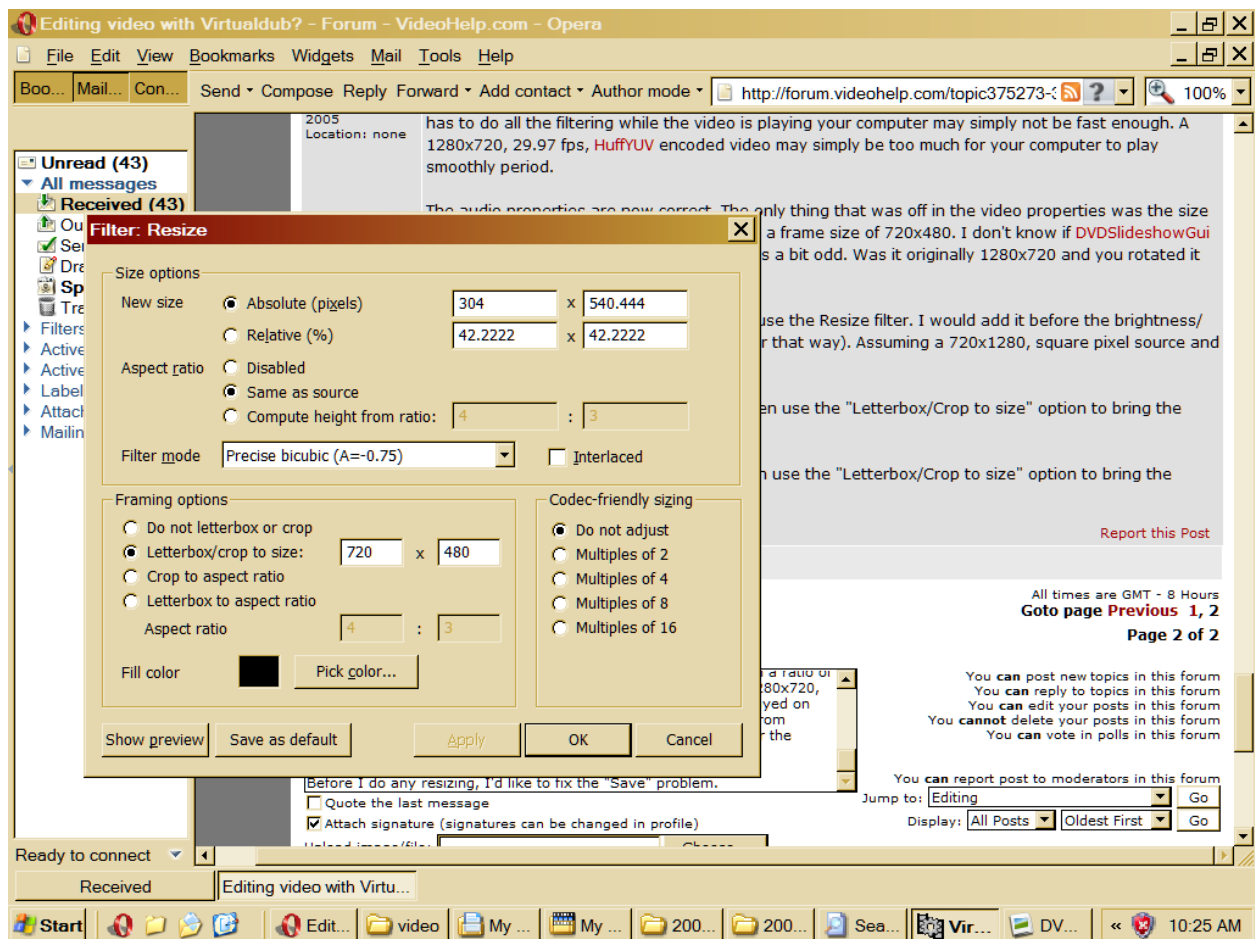 Editing video with Virtualdub? - Forum - VideoHelp.com - Opera
File Edit View Bookmarks Widgets Mail Tools Help
Boo... Mail... Con... Send Compose Reply Forward Add contact Author mode http://forum.videohelp.com/topic375273-3 100%
2005
Location: none
has to do all the filtering while the video is playing your computer may simply not be fast enough. A
1280x720, 29.97 fps, HuffYUV encoded video may simply be too much for your computer to play
smoothly period.
Unread (43)
All messages
Received (43)
Ou
Ser
Dra
Sp
Tra
Filters
Active
Active
Label
Attach
Mailin
The audio properties are now correct. The only thing that was off in the video properties was the size
a frame size of 720x480. I don't know if DVDSlideshowGui
s a bit odd. Was it originally 1280x720 and you rotated it
use the Resize filter. I would add it before the brightness/
r that way). Assuming a 720x1280, square pixel source and
en use the "Letterbox/Crop to size" option to bring the
n use the "Letterbox/Crop to size" option to bring the
Report this Post
Filter: Resize
Size options
New size Absolute (pixels) 304 x 540.444
Relative (%) 42.2222 x 42.2222
Aspect ratio Disabled
Same as source
Compute height from ratio: 4 : 3
Filter mode Precise bicubic (A=-0.75) Interlaced
Framing options
Do not letterbox or crop
Letterbox/crop to size: 720 x 480
Crop to aspect ratio
Letterbox to aspect ratio
Aspect ratio 4 : 3
Fill color Pick color...
Codec-friendly sizing
Do not adjust
Multiples of 2
Multiples of 4
Multiples of 8
Multiples of 16
Show preview Save as default Apply OK Cancel
All times are GMT - 8 Hours
Goto page Previous 1, 2
Page 2 of 2
a ratio of
280x720,
yed on
rom
r the
Before I do any resizing, I'd like to fix the "Save" problem.
Quote the last message
Attach signature (signatures can be changed in profile)
Upload image/file: Choose...
You can post new topics in this forum
You can reply to topics in this forum
You can edit your posts in this forum
You cannot delete your posts in this forum
You can vote in polls in this forum
You can report post to moderators in this forum
Jump to: Editing Go
Display: All Posts Oldest First Go
Ready to connect
Received Editing video with Virtu...
Start Edit... video My ... My ... 200... 200... Sea... Vir... DV... « 10:25 AM